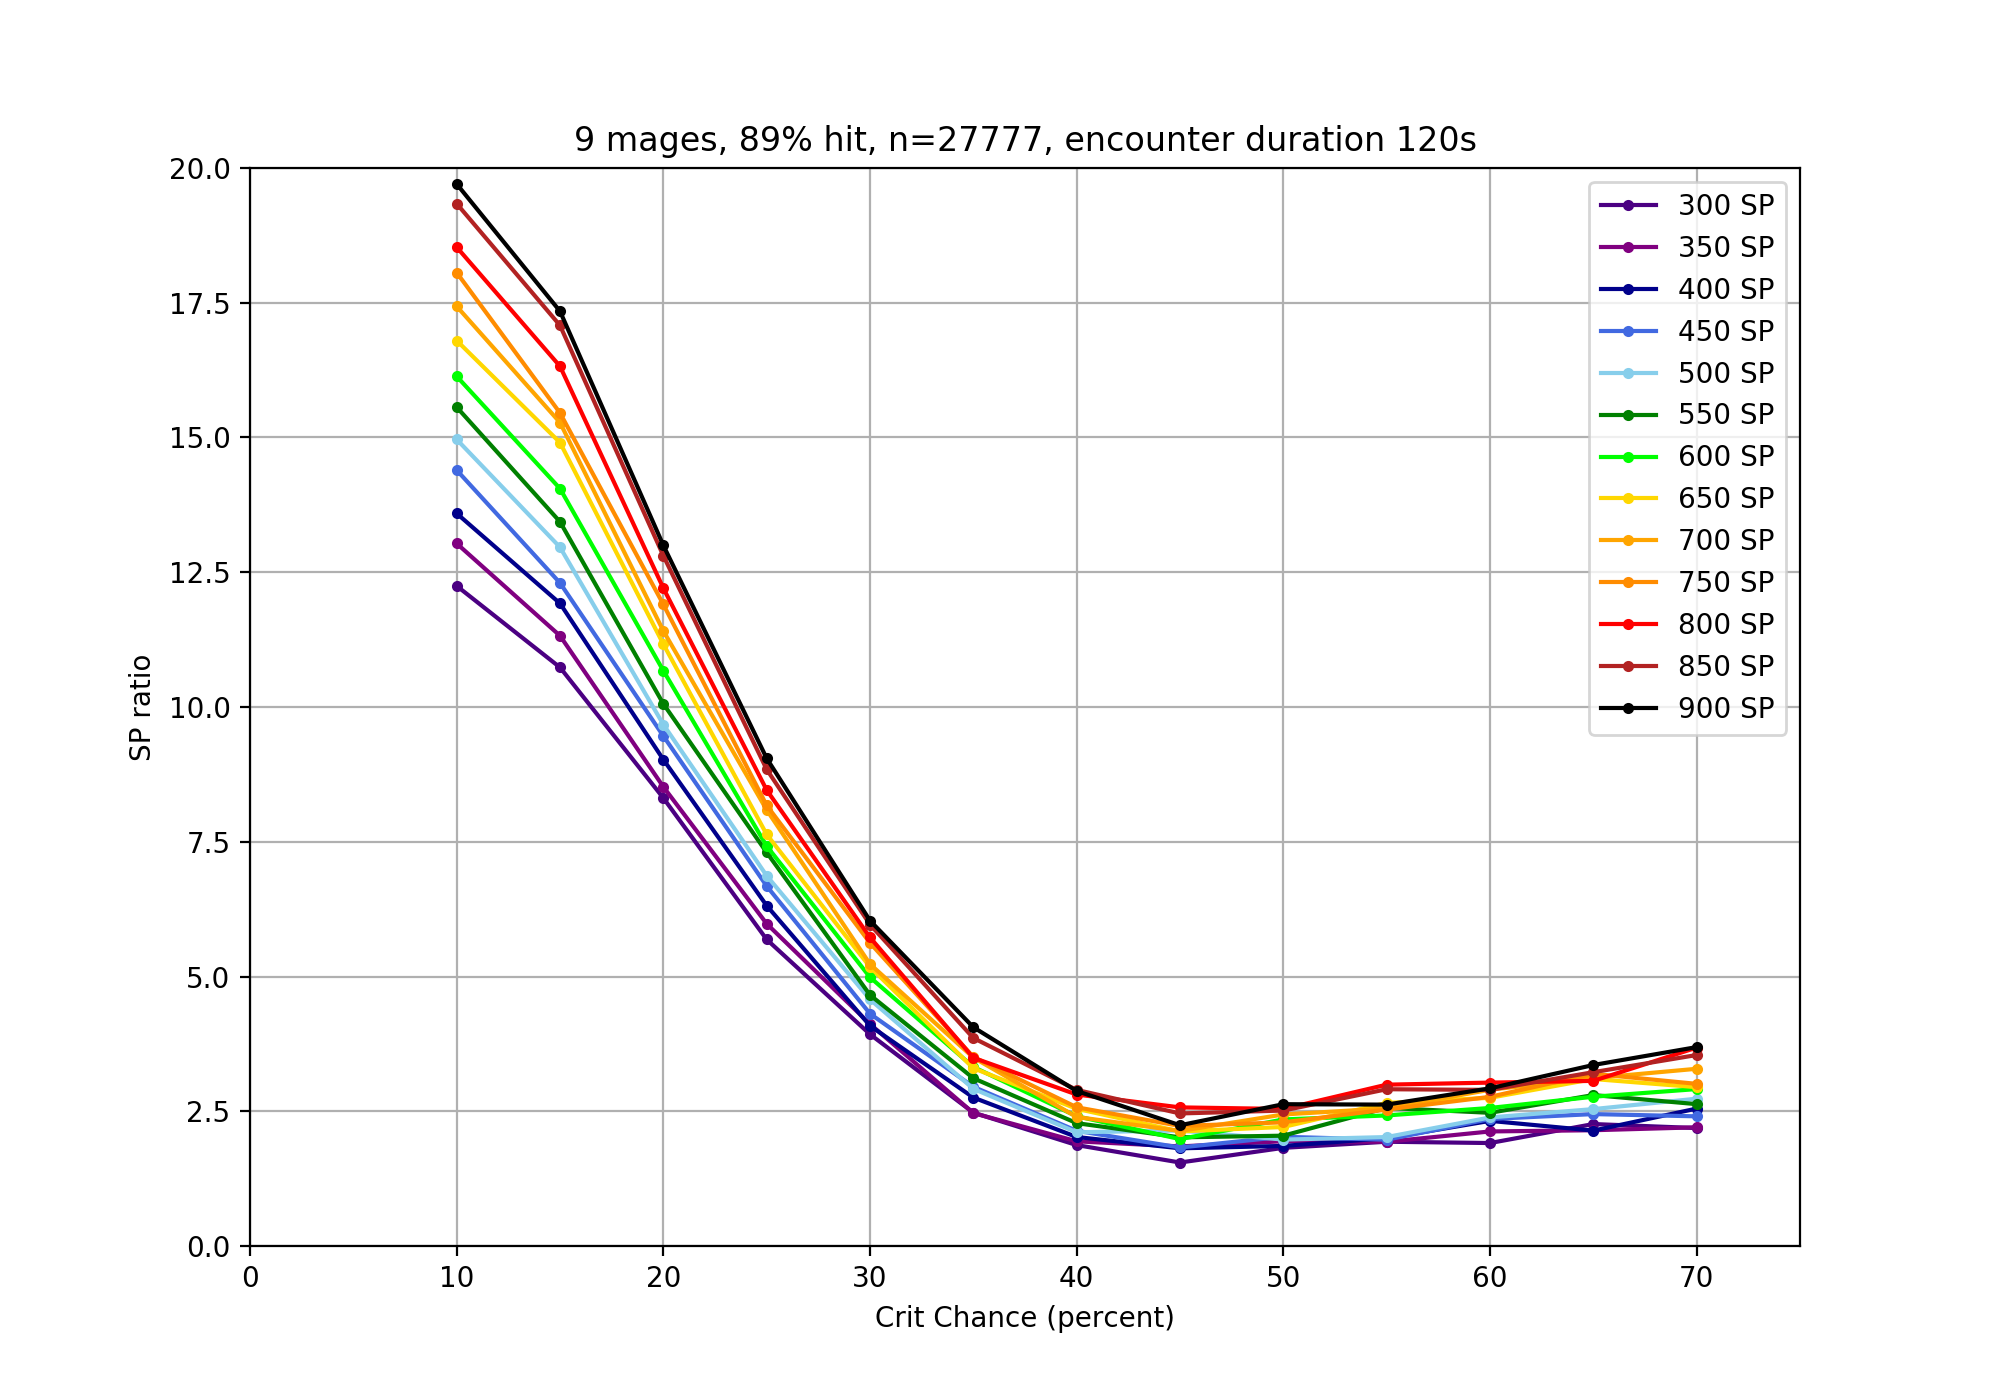 9 mages, 89% hit, n=27777, encounter duration 120s
20.0
17.5
15.0
12.5
10.0
7.5
5.0
2.5
0.0
SP ratio
300 SP
350 SP
400 SP
450 SP
500 SP
550 SP
600 SP
650 SP
700 SP
750 SP
800 SP
850 SP
900 SP
0 10 20 30 40 50 60 70
Crit Chance (percent)